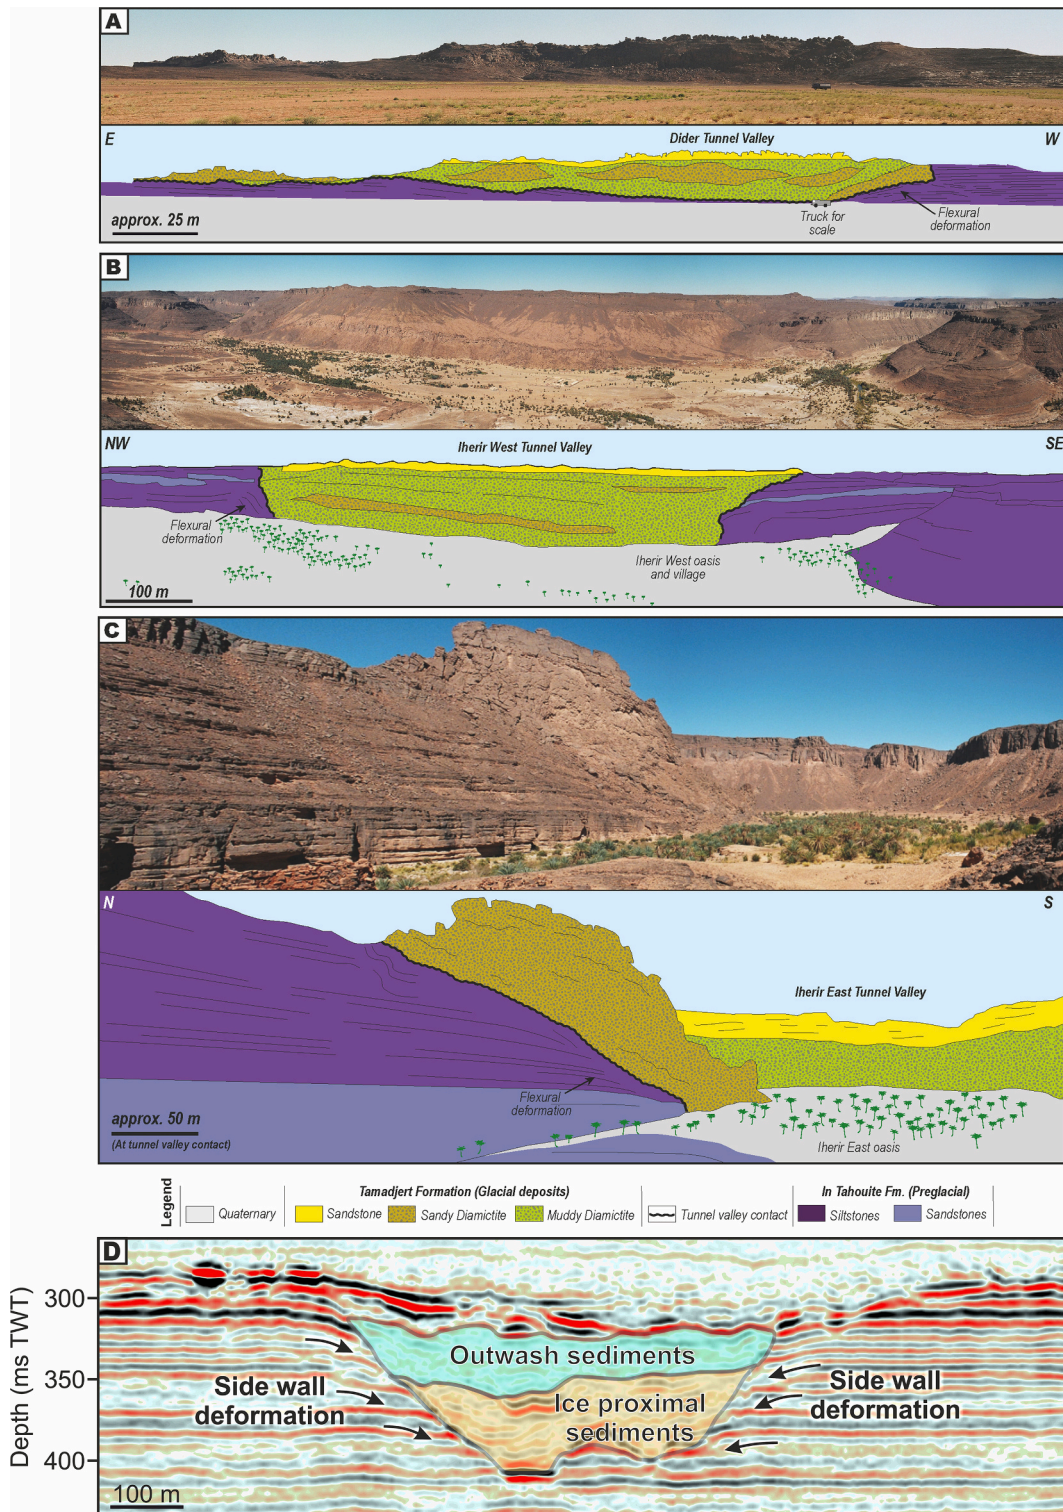 A
E
Dider Tunnel Valley
W
approx. 25 m
Truck for
scale
Flexural
deformation
B
NW
Iherir West Tunnel Valley
SE
Flexural
deformation
Iherir West oasis
and village
100 m
C
N
S
Iherir East Tunnel Valley
Flexural
deformation
approx. 50 m
(At tunnel valley contact)
Iherir East oasis
Legend
Tamadjert Formation (Glacial deposits)
In Tahouite Fm. (Preglacial)
Quaternary
Sandstone
Sandy Diamictite
Muddy Diamictite
Tunnel valley contact
Siltstones
Sandstones
D
Depth (ms TWT)
300
350
400
Outwash sediments
Side wall
deformation
Ice proximal
sediments
Side wall
deformation
100 m